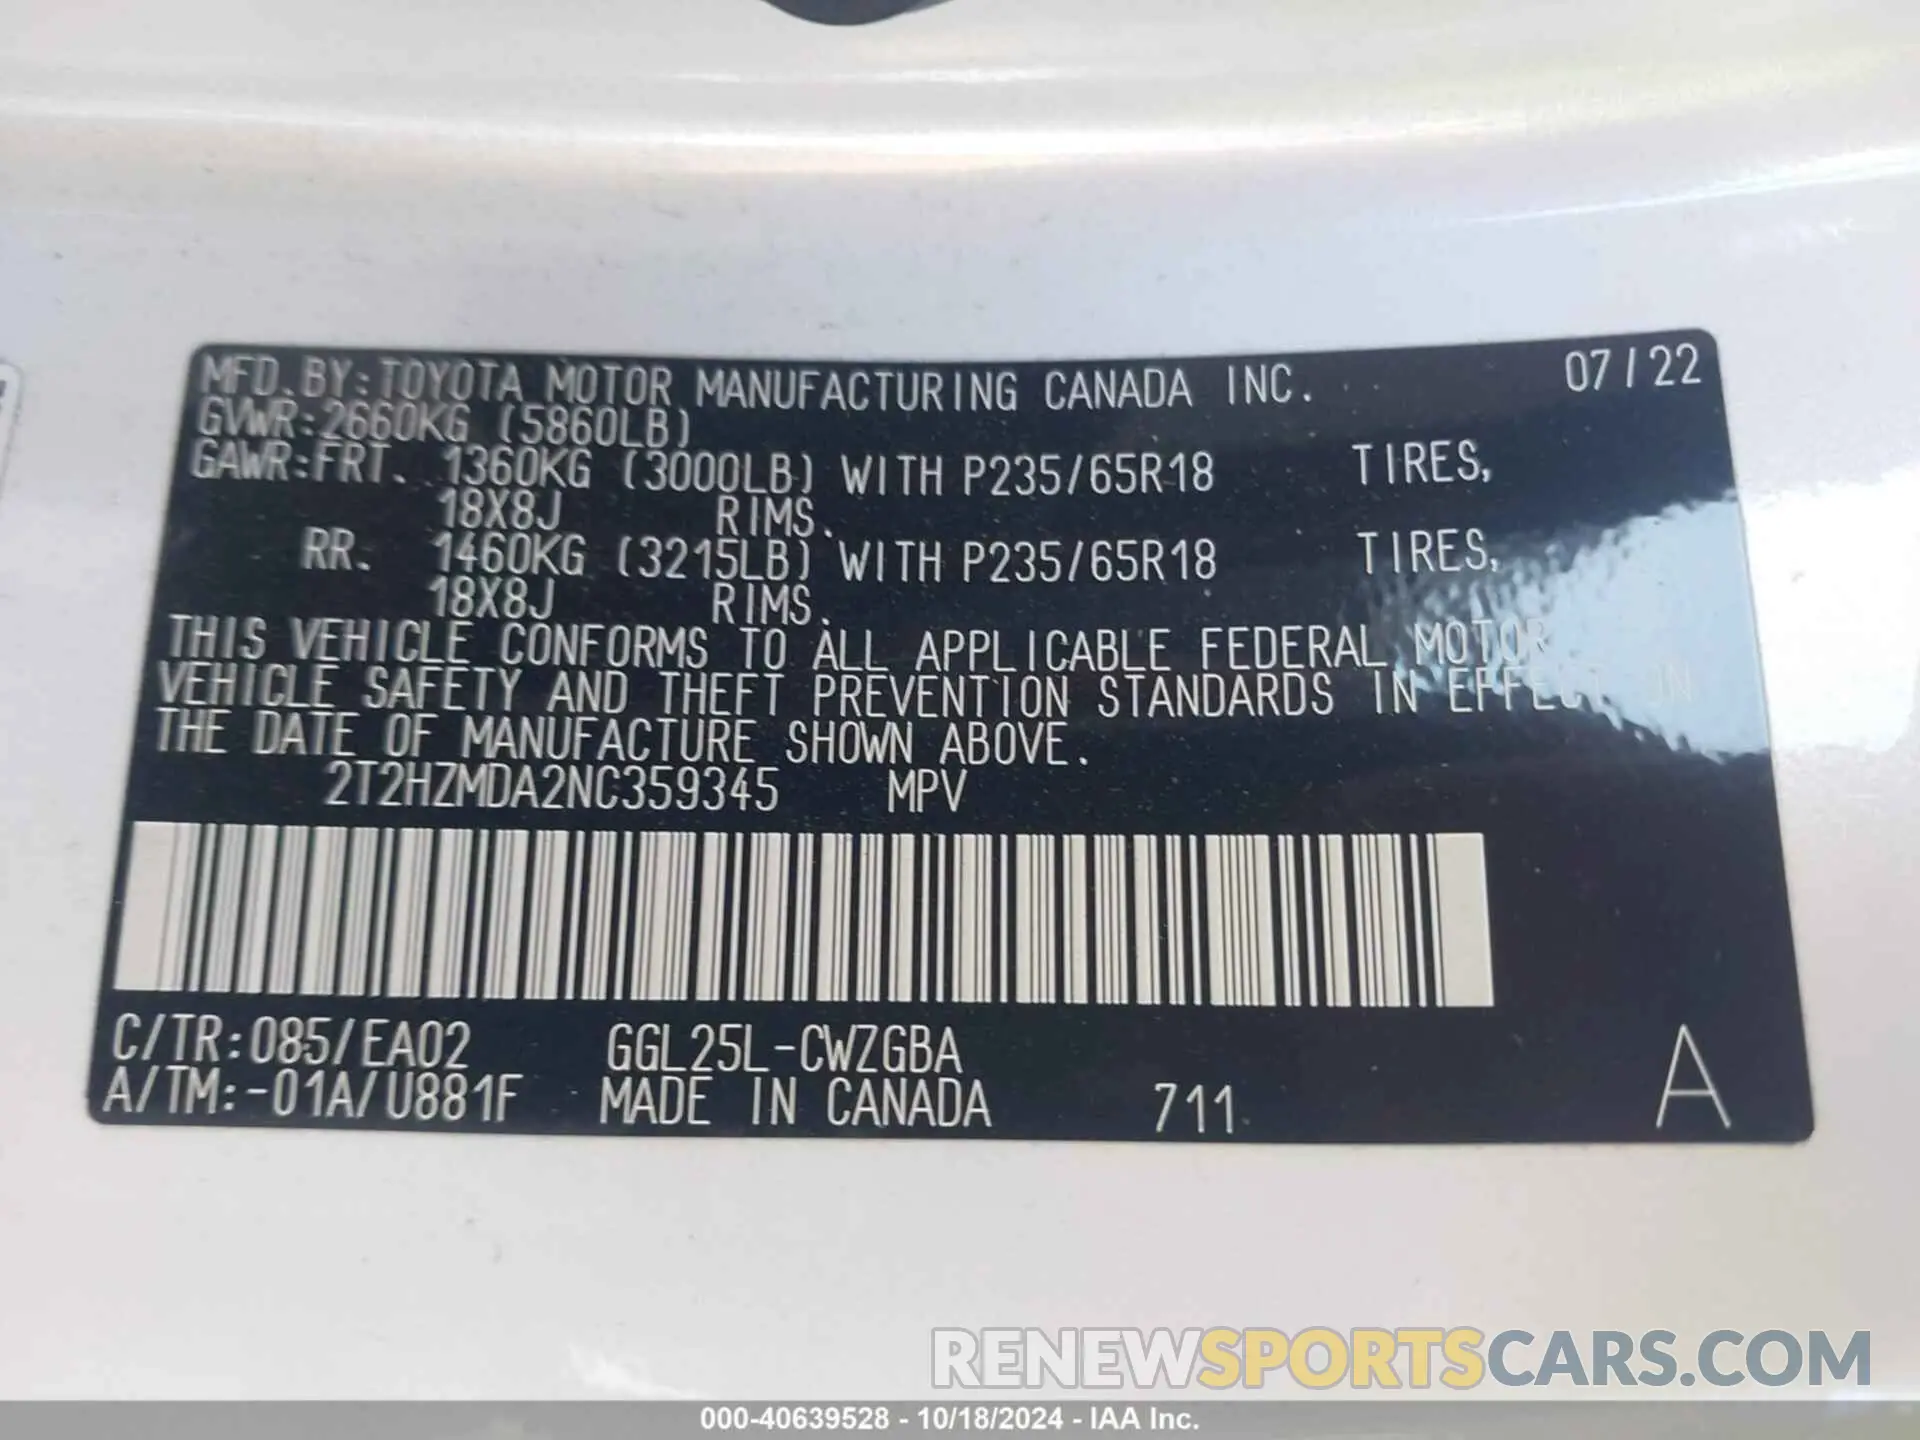 MFD.BY:TOYOTA MOTOR MANUFACTURING CANADA INC. 07/22
GVWR:2660KG (5860LB)
GAWR:FRT. 1360KG (3000LB) WITH P235/65R18 TIRES,
18X8J RIMS.
RR. 1460KG (3215LB) WITH P235/65R18 TIRES,
18X8J RIMS.
THIS VEHICLE CONFORMS TO ALL APPLICABLE FEDERAL MOTOR
VEHICLE SAFETY AND THEFT PREVENTION STANDARDS IN EFFECT ON
THE DATE OF MANUFACTURE SHOWN ABOVE.
2T2HZMDA2NC359345 MPV
C/TR:085/EA02 GGL25L-CWZGBA
A/TM:-01A/U881F MADE IN CANADA 711 A
RENEWSPORTSCARS.COM
000-40639528 - 10/18/2024 - IAA Inc.